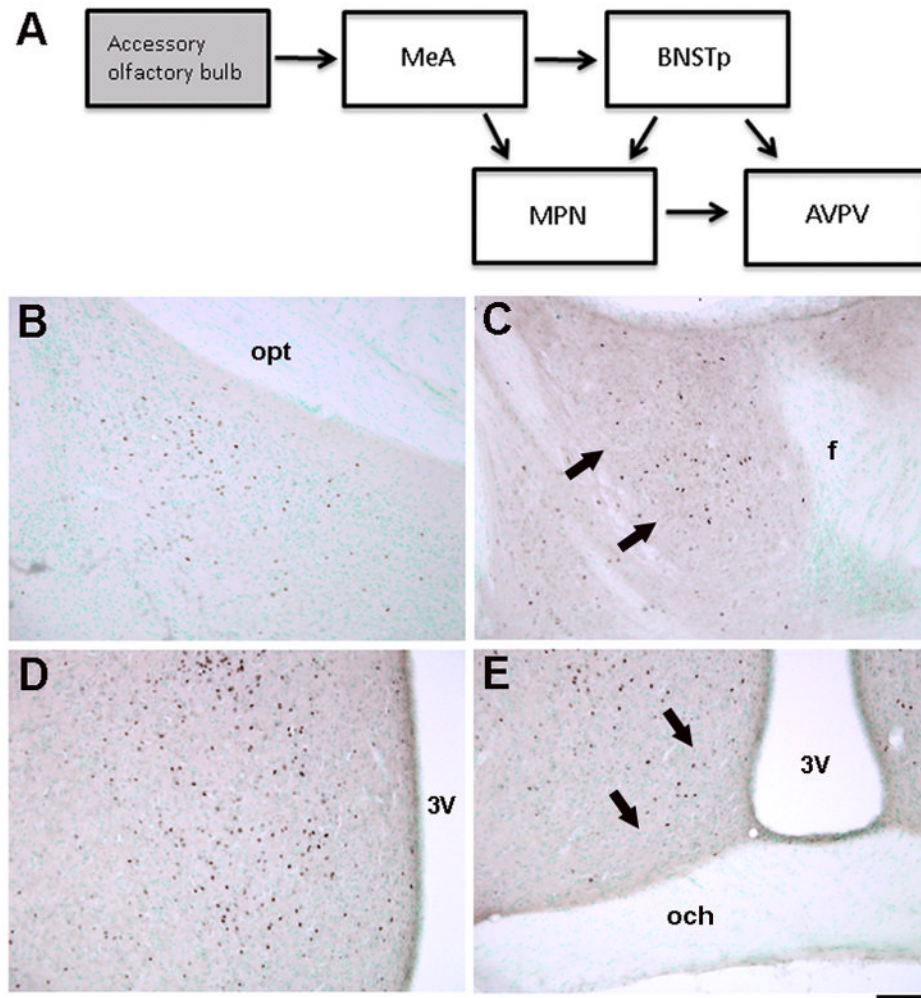 A
Accessory
olfactory bulb
MeA
BNSTp
MPN
AVPV
B
opt
C
f
D
3V
E
3V
och